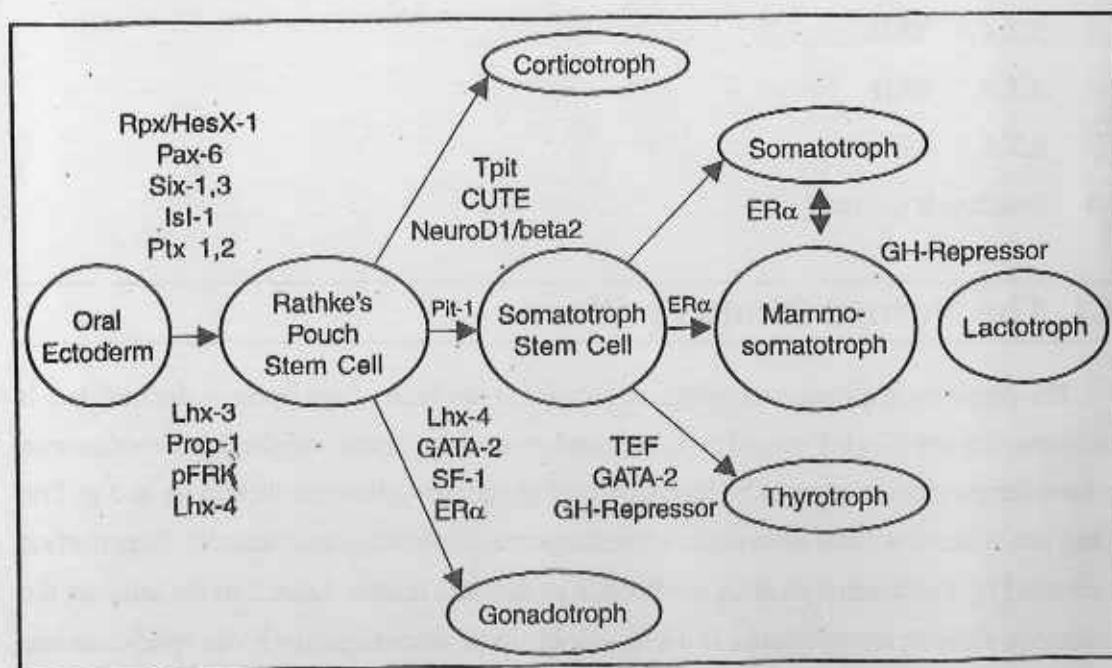 Corticotroph
Rpx/HesX-1
Pax-6
Six-1,3
Isl-1
Ptx 1,2
Tpit
CUTE
NeuroD1/beta2
Somatotroph
ERα
GH-Repressor
Oral
Ectoderm
Rathke's
Pouch
Stem Cell
Pit-1
Somatotroph
Stem Cell
ERα
Mammo-
somatotroph
Lactotroph
Lhx-3
Prop-1
pFRK
Lhx-4
Lhx-4
GATA-2
SF-1
ERα
TEF
GATA-2
GH-Repressor
Thyrotroph
Gonadotroph